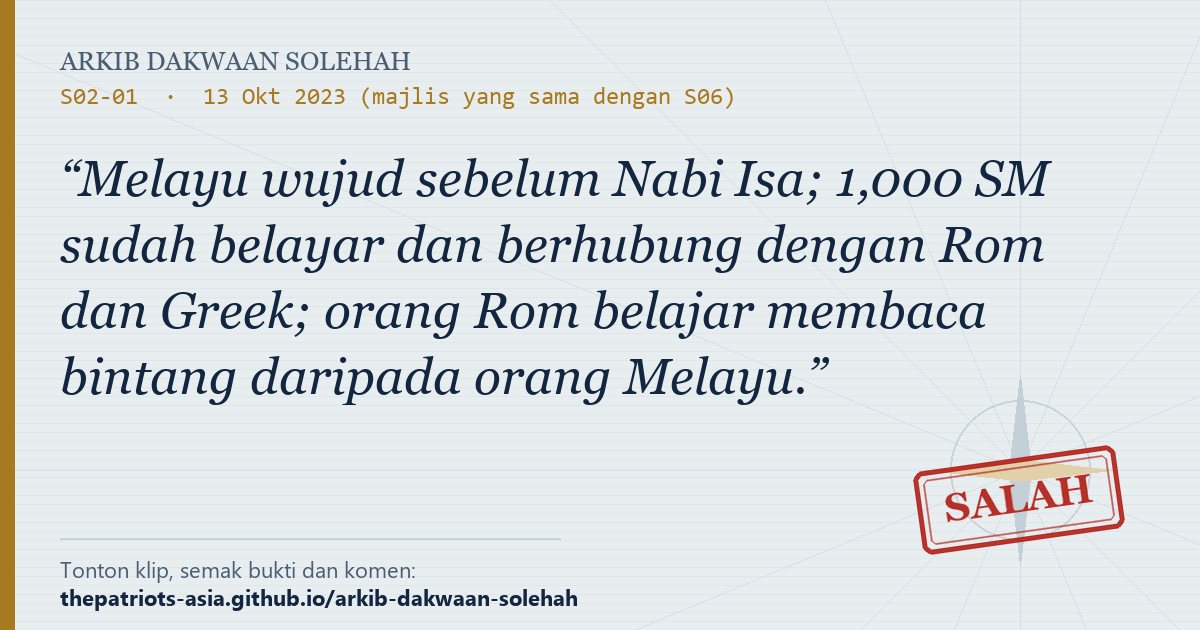 ARKIB DAKWAAN SOLEHAH
S02-01 · 13 Okt 2023 (majlis yang sama dengan S06)
“Melayu wujud sebelum Nabi Isa; 1,000 SM
sudah belayar dan berhubung dengan Rom
dan Greek; orang Rom belajar membaca
bintang daripada orang Melayu.”
SALAH
Tonton klip, semak bukti dan komen:
thepatriots-asia.github.io/arkib-dakwaan-solehah